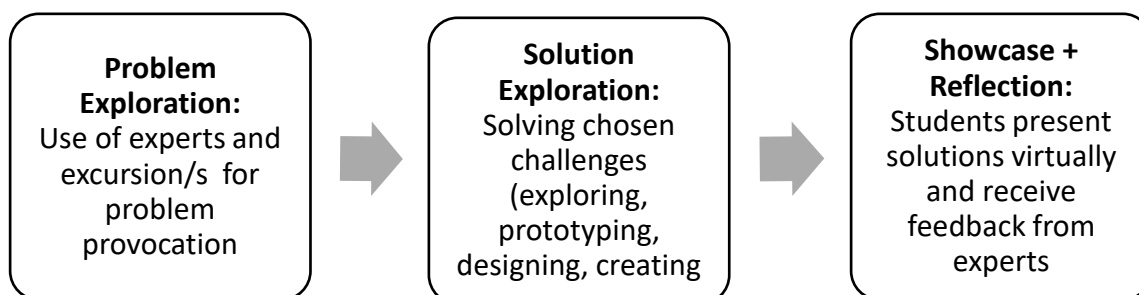 Problem
Exploration:
Use of experts and
excursion/s for
problem
provocation
Solution
Exploration:
Solving chosen
challenges
(exploring,
prototyping,
designing, creating
Showcase +
Reflection:
Students present
solutions virtually
and receive
feedback from
experts